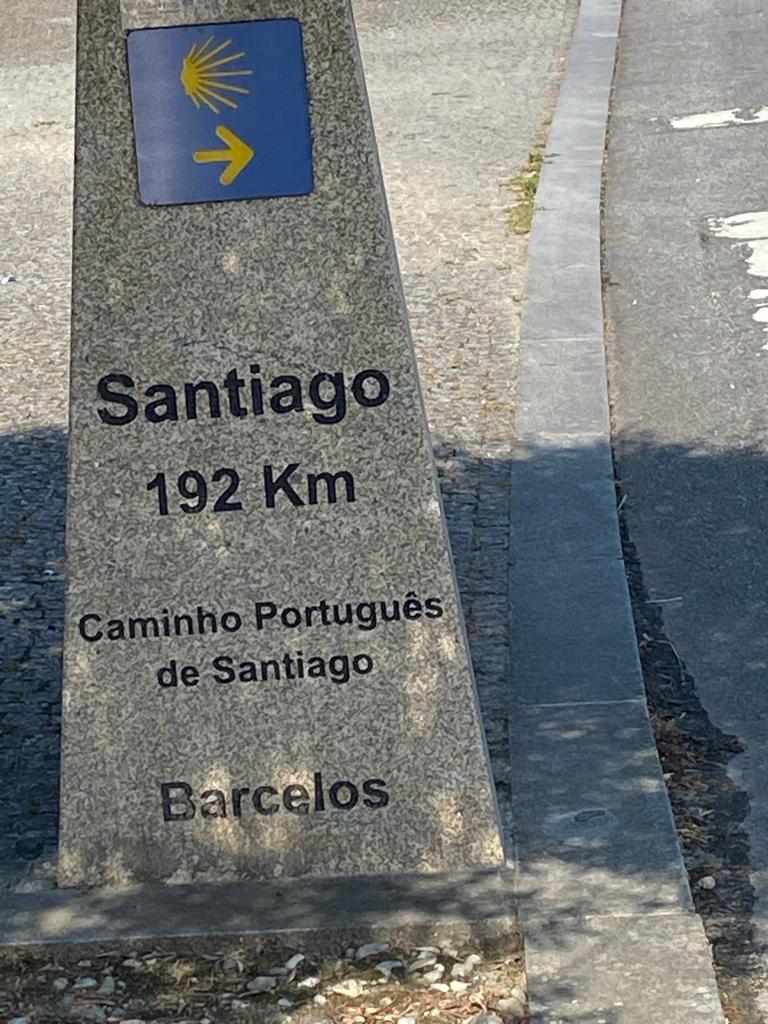 Santiago
192 Km
Caminho Português
de Santiago
Barcelos